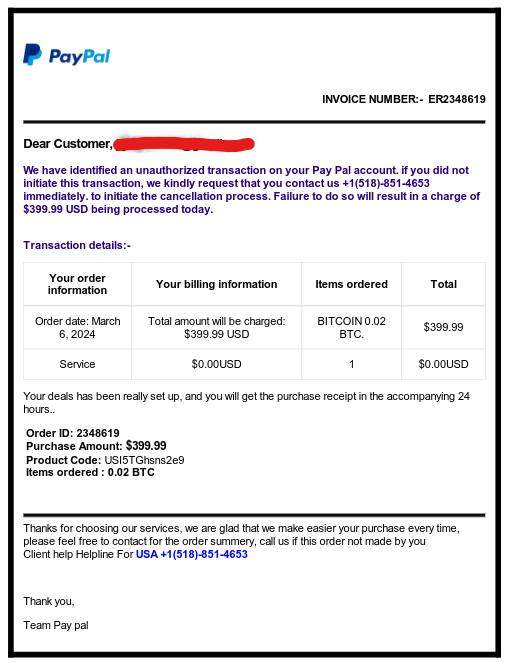 PayPal
INVOICE NUMBER:- ER2348619
Dear Customer,
We have identified an unauthorized transaction on your Pay Pal account. if you did not
initiate this transaction, we kindly request that you contact us +1(518)-851-4653
immediately. to initiate the cancellation process. Failure to do so will result in a charge of
$399.99 USD being processed today.
Transaction details:-
Your order information
Your billing information
Items ordered
Total
Order date: March 6, 2024
Total amount will be charged: $399.99 USD
BITCOIN 0.02 BTC.
$399.99
Service
$0.00USD
1
$0.00USD
Your deals has been really set up, and you will get the purchase receipt in the accompanying 24
hours..
Order ID: 2348619
Purchase Amount: $399.99
Product Code: USI5TGhsns2e9
Items ordered : 0.02 BTC
Thanks for choosing our services, we are glad that we make easier your purchase every time,
please feel free to contact for the order summery, call us if this order not made by you
Client help Helpline For USA +1(518)-851-4653
Thank you,
Team Pay pal